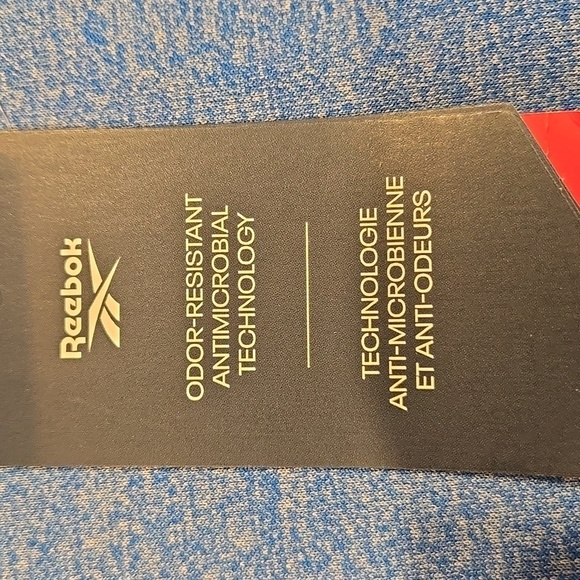 Reebok
ODOR-RESISTANT
ANTIMICROBIAL
TECHNOLOGY
TECHNOLOGIE
ANTI-MICROBIENNE
ET ANTI-ODEURS